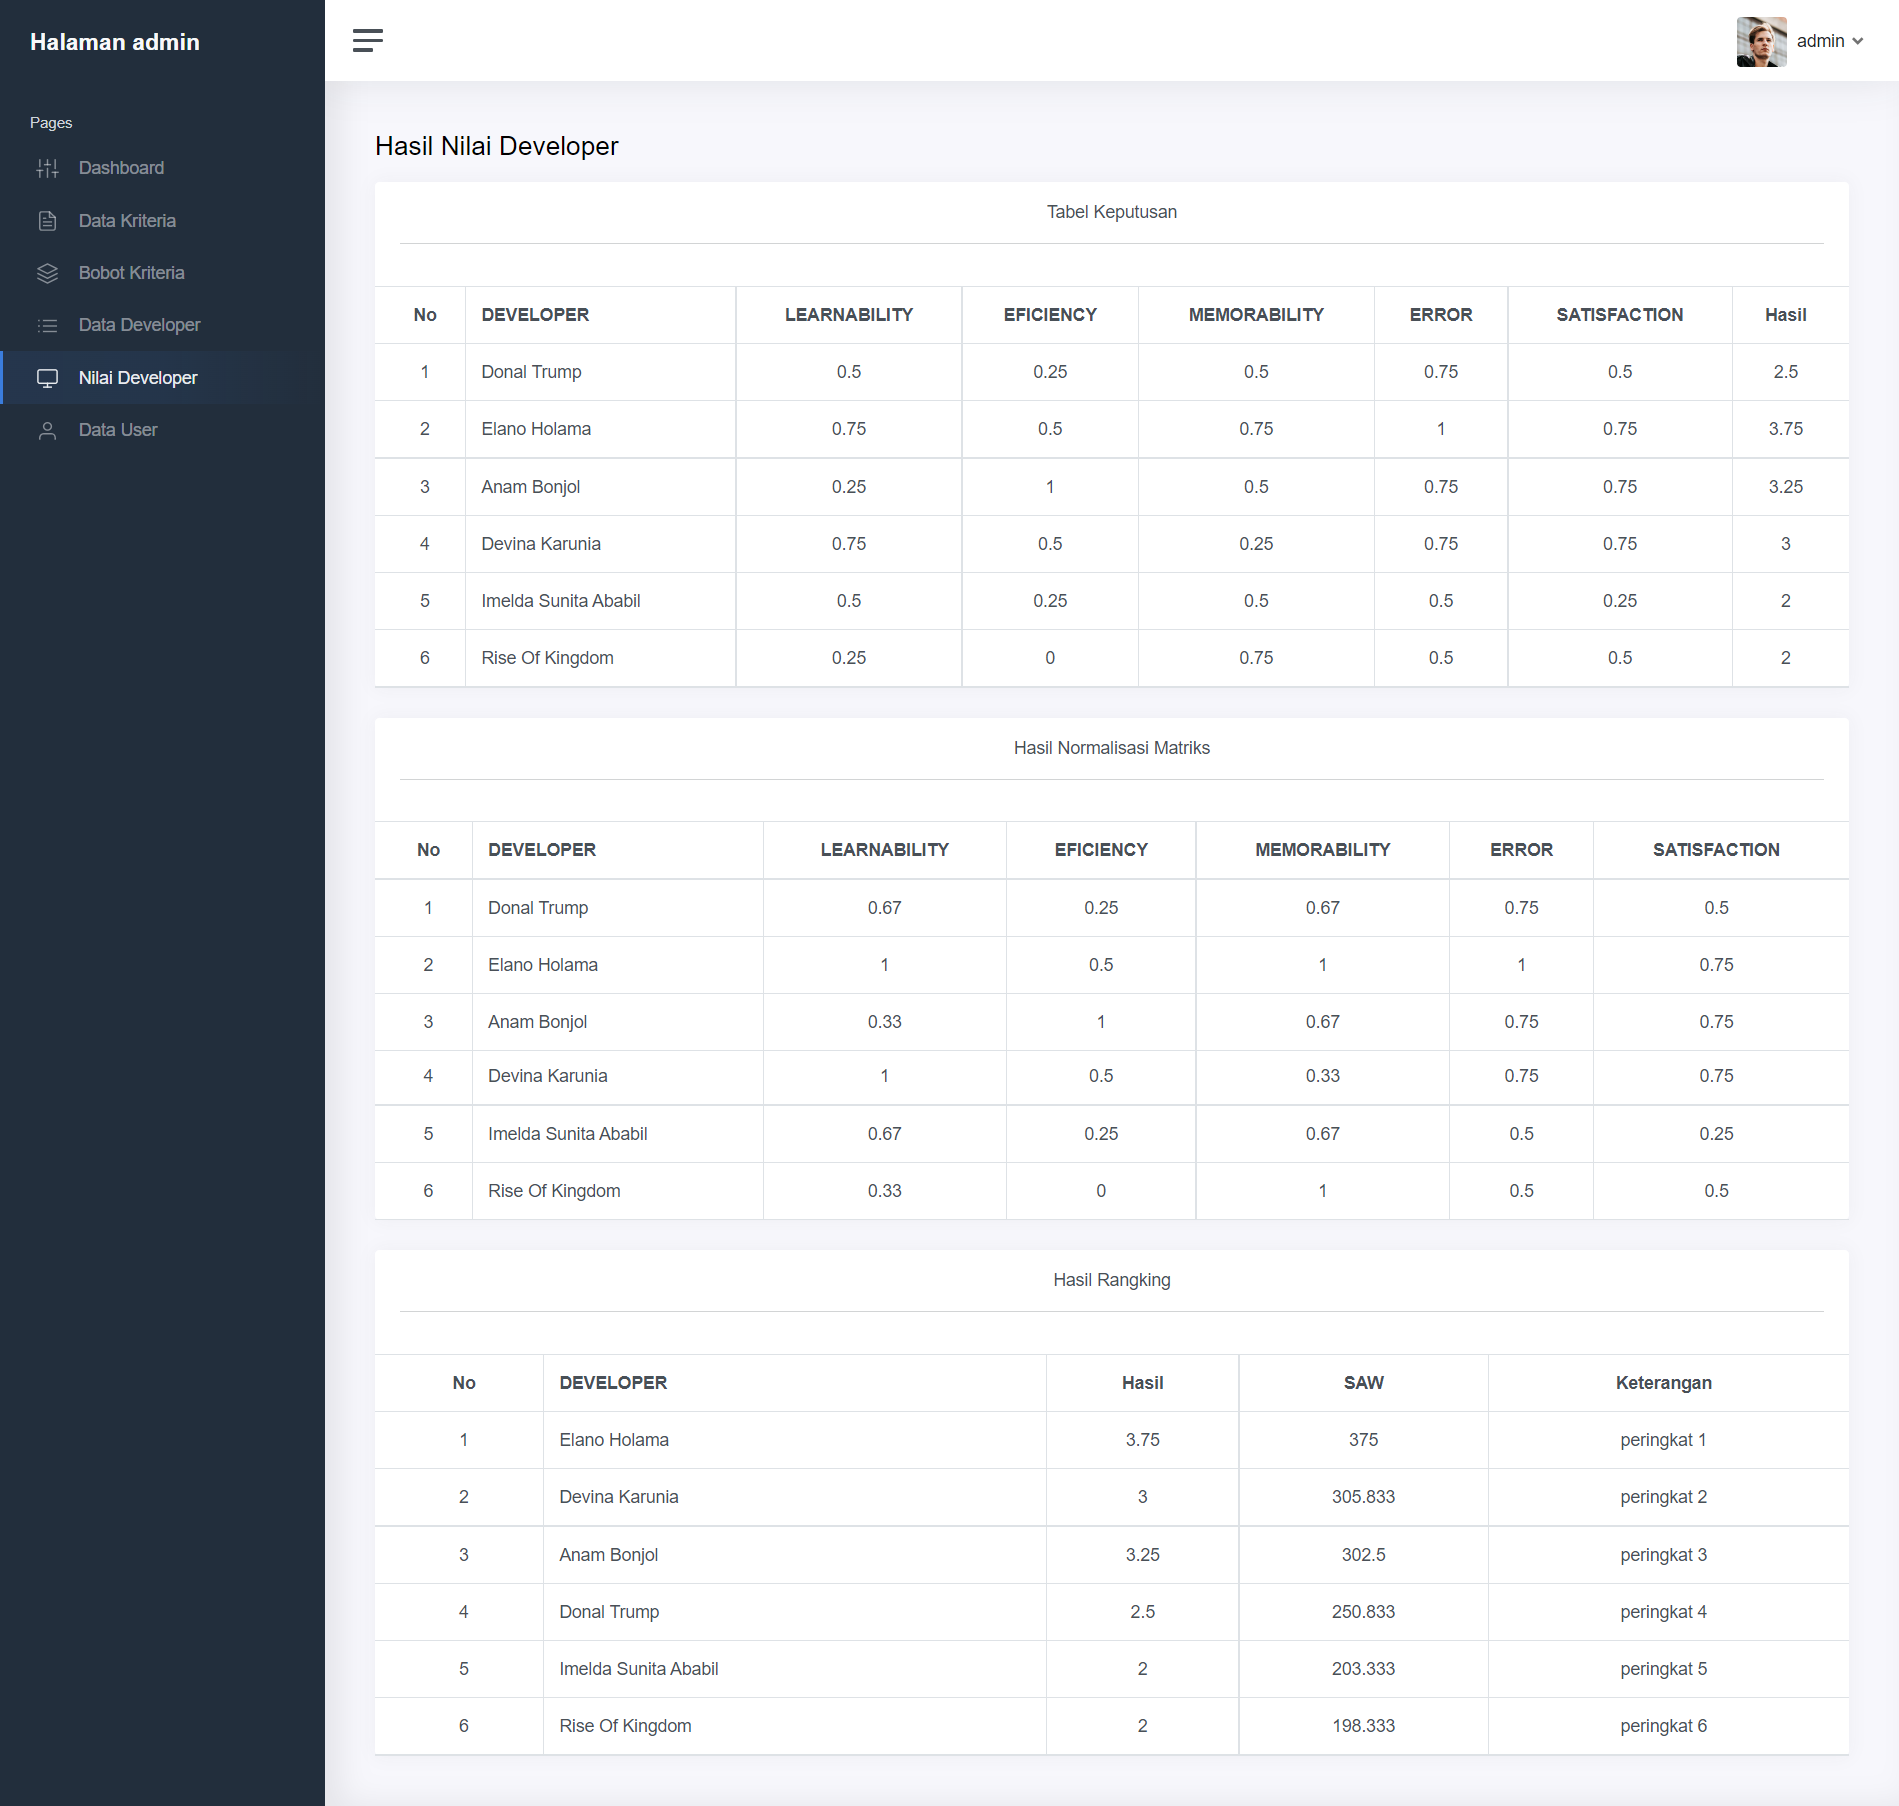 Halaman admin
admin
Pages
Dashboard
Data Kriteria
Bobot Kriteria
Data Developer
Nilai Developer
Data User
Hasil Nilai Developer
Tabel Keputusan
No DEVELOPER LEARNABILITY EFICIENCY MEMORABILITY ERROR SATISFACTION Hasil
1 Donal Trump 0.5 0.25 0.5 0.75 0.5 2.5
2 Elano Holama 0.75 0.5 0.75 1 0.75 3.75
3 Anam Bonjol 0.25 1 0.5 0.75 0.75 3.25
4 Devina Karunia 0.75 0.5 0.25 0.75 0.75 3
5 Imelda Sunita Ababil 0.5 0.25 0.5 0.5 0.25 2
6 Rise Of Kingdom 0.25 0 0.75 0.5 0.5 2
Hasil Normalisasi Matriks
No DEVELOPER LEARNABILITY EFICIENCY MEMORABILITY ERROR SATISFACTION
1 Donal Trump 0.67 0.25 0.67 0.75 0.5
2 Elano Holama 1 0.5 1 1 0.75
3 Anam Bonjol 0.33 1 0.67 0.75 0.75
4 Devina Karunia 1 0.5 0.33 0.75 0.75
5 Imelda Sunita Ababil 0.67 0.25 0.67 0.5 0.25
6 Rise Of Kingdom 0.33 0 1 0.5 0.5
Hasil Rangking
No DEVELOPER Hasil SAW Keterangan
1 Elano Holama 3.75 375 peringkat 1
2 Devina Karunia 3 305.833 peringkat 2
3 Anam Bonjol 3.25 302.5 peringkat 3
4 Donal Trump 2.5 250.833 peringkat 4
5 Imelda Sunita Ababil 2 203.333 peringkat 5
6 Rise Of Kingdom 2 198.333 peringkat 6